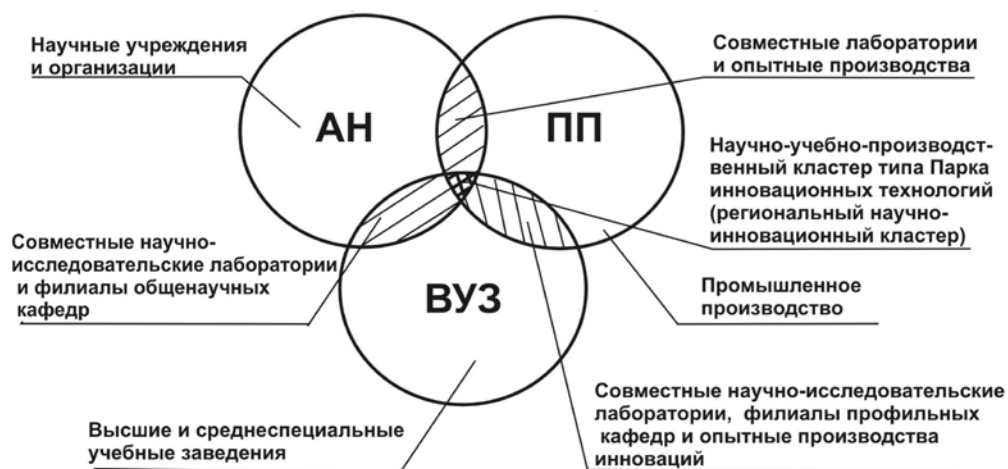 Научные учреждения
и организации
Совместные лаборатории
и опытные производства
АН
ПП
Научно-учебно-производст-
венный кластер типа Парка
инновационных технологий
(региональный научно-
инновационный кластер)
Совместные научно-
исследовательские лаборатории
и филиалы общенаучных
кафедр
ВУЗ
Промышленное
производство
Совместные научно-исследовательские
лаборатории, филиалы профильных
кафедр и опытные производства
инноваций
Высшие и среднеспециальные
учебные заведения